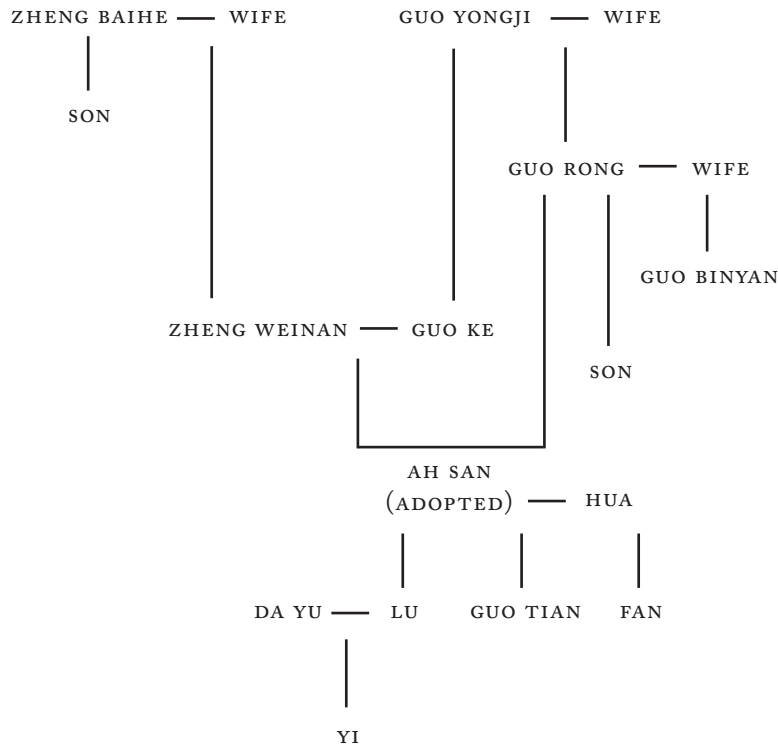 ZHENG BAIHE WIFE GUO YONGJI WIFE
SON
GUO RONG WIFE
GUO BINYAN
ZHENG WEINAN GUO KE
SON
AH SAN
(ADOPTED) HUA
DA YU LU GUO TIAN FAN
YI